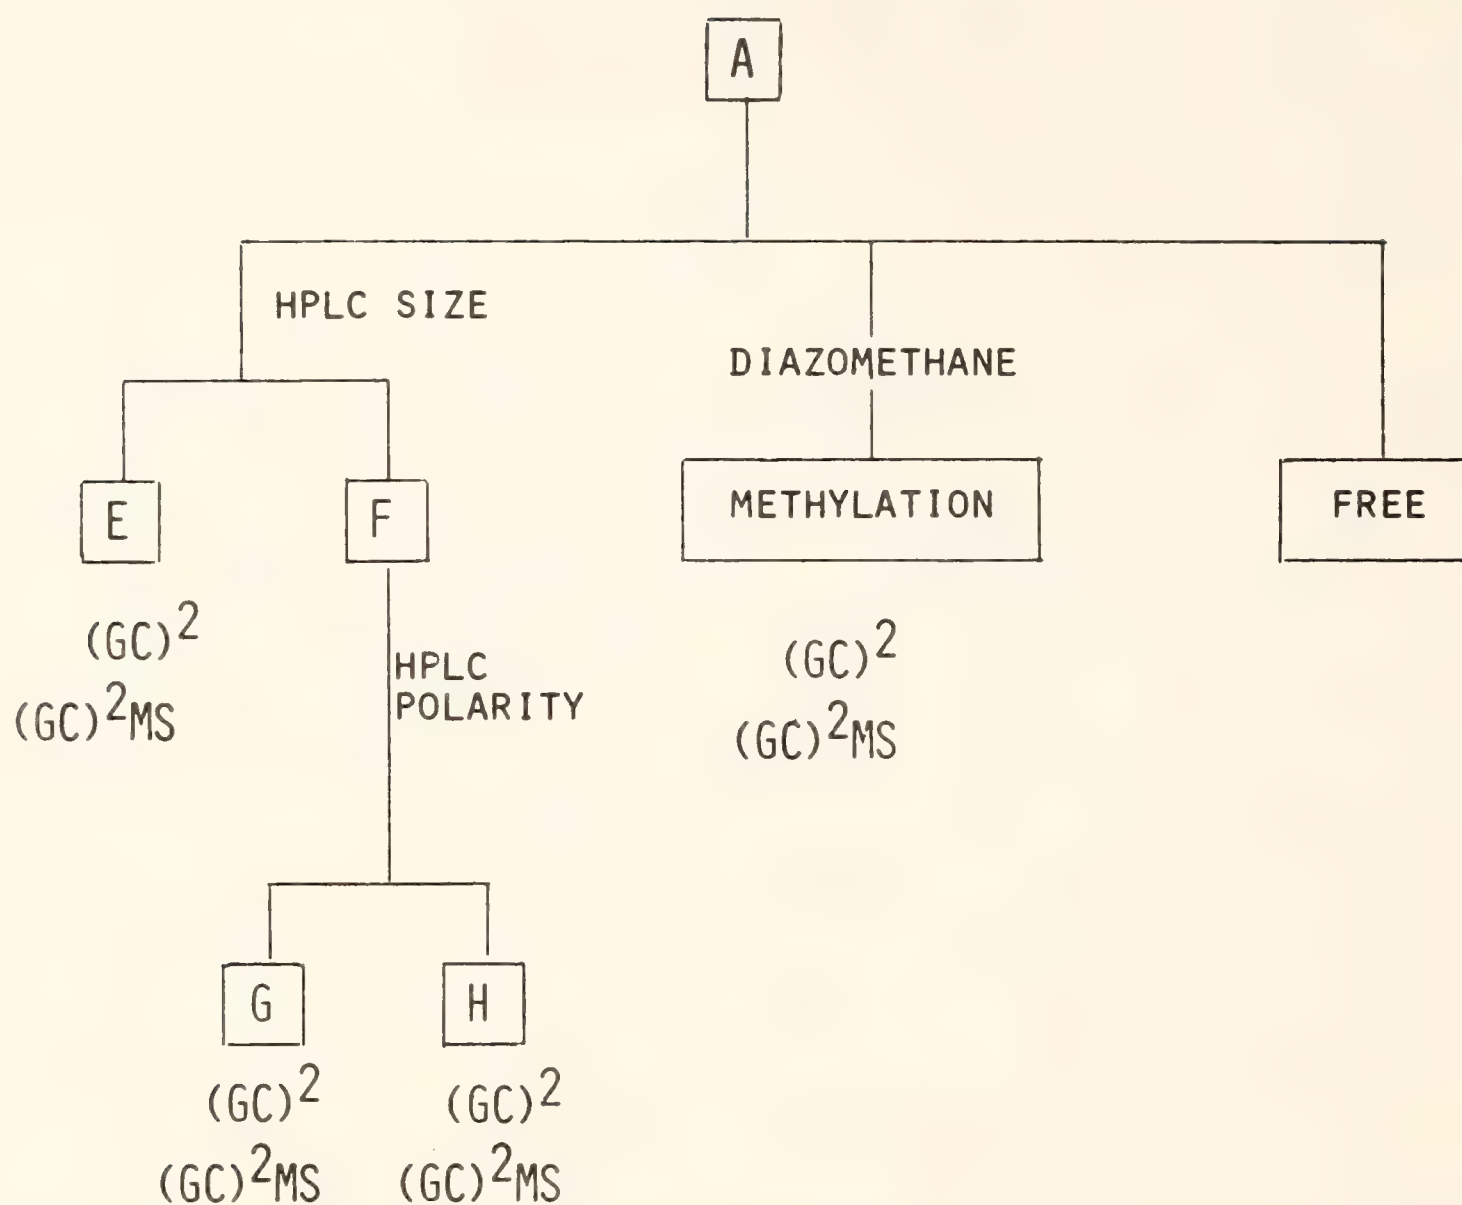 A
HPLC SIZE
DIAZOMETHANE
E
F
METHYLATION
FREE
(GC)2
(GC)2MS
HPLC
POLARITY
(GC)2
(GC)2MS
G
H
(GC)2
(GC)2MS
(GC)2
(GC)2MS